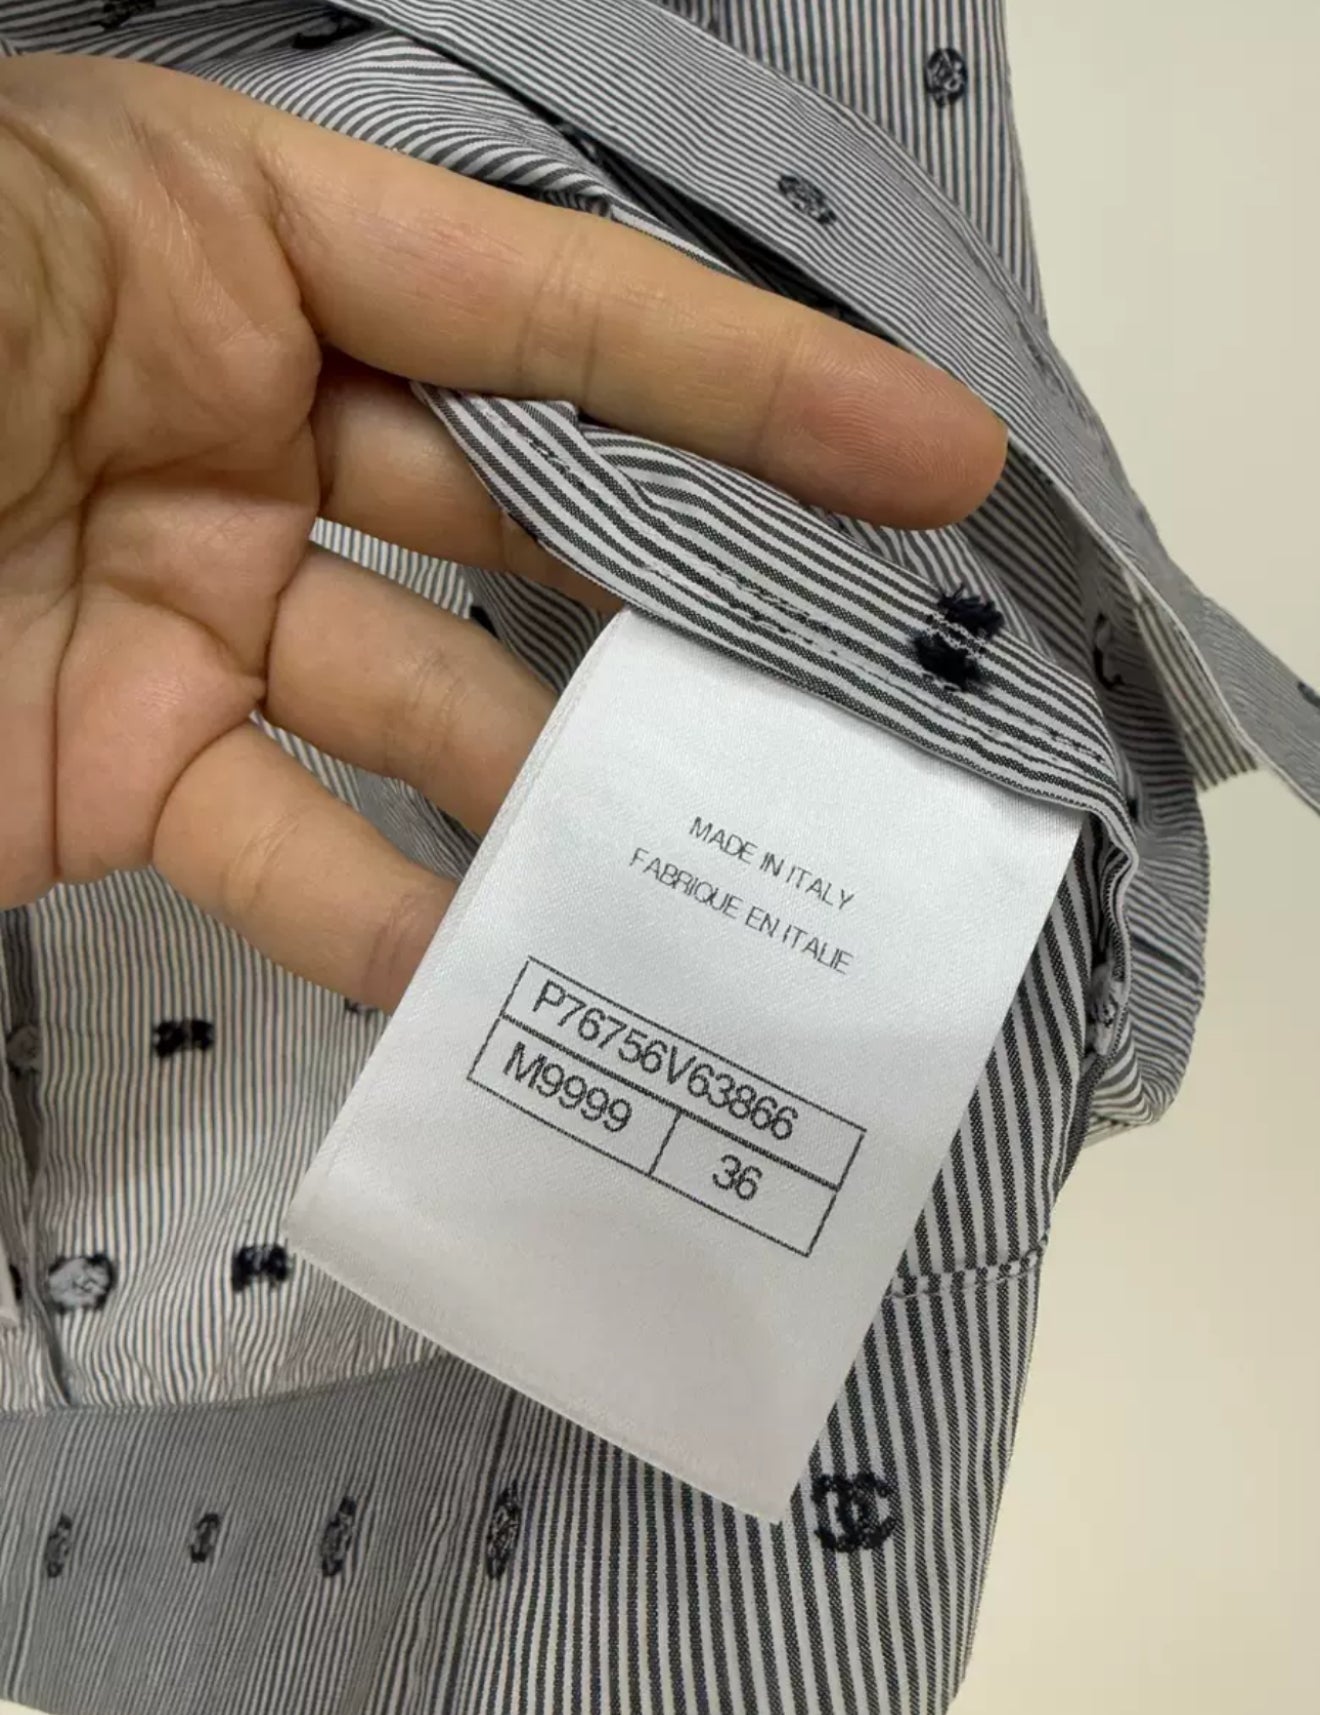 MADE IN ITALY
FABRIQUE EN ITALIE
P76756V63866
M9999 36